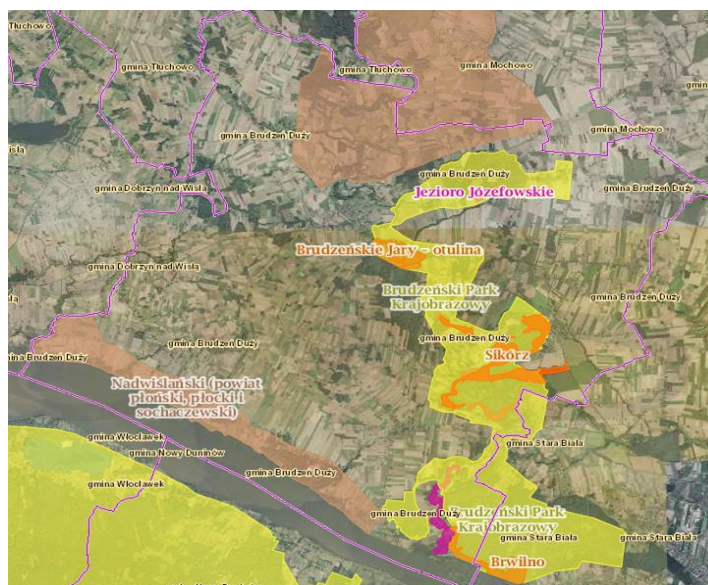 gmina Tłuchowo
gmina Tłuchowo
gmina Tłuchowo
gmina Mochowo
gmina
gmina Brudzeń Duży
gmina Mochowo
isłą
gmina Brudzeń Duży
gmina Dobrzyń nad Wisłą
Jezioro Józefowskie
gmina Brudzeń Duży
Brudzeńskie Jary – otulina
gmina Dobrzyń nad Wisłą
Brudzeński Park
Krajobrazowy
gmina Brudzeń Duży
gmina Brudzeń Duży
gmina Brudzeń Duży
Sikórz
Nadwiślański (powiat
płoński, płocki i
sochaczewski)
gmina Włocławek
gmina Nowy Duninów
gmina Stara Biała
gmina Brudzeń Duży
gmina Włocławek
gmina Brudzeń Duży
Brudzeński Park
Krajobrazowy
gmina Stara Biała
gmina Stara Biała
Brwilno